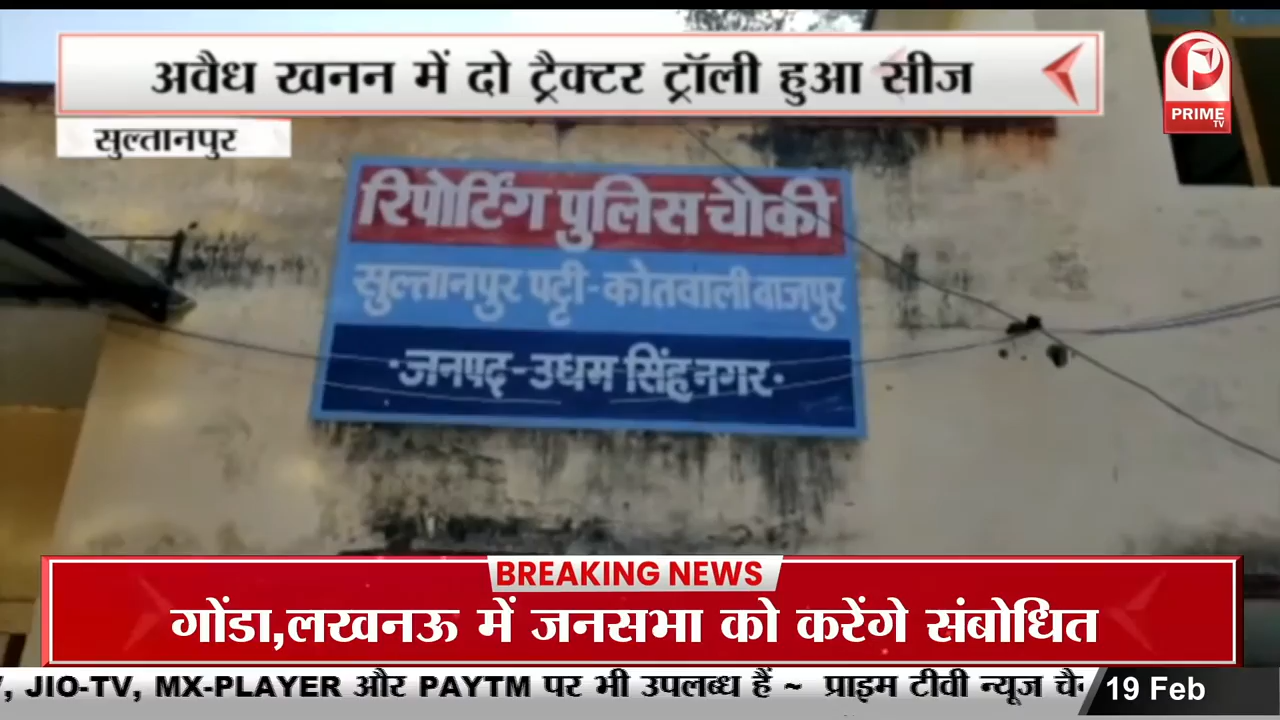 अवैध खनन में दो ट्रैक्टर ट्रॉली हुआ सीज
PRIME
TV
सुल्तानपुर
रिपोर्टिंग पुलिस चौकी
सुल्तानपुर पट्टी-कोतवाली बाजपुर
·जनपद-उधम सिंह नगर·
BREAKING NEWS
गोंडा,लखनऊ में जनसभा को करेंगे संबोधित
, JIO-TV, MX-PLAYER और PAYTM पर भी उपलब्ध हैं ~ प्राइम टीवी न्यूज
19 Feb